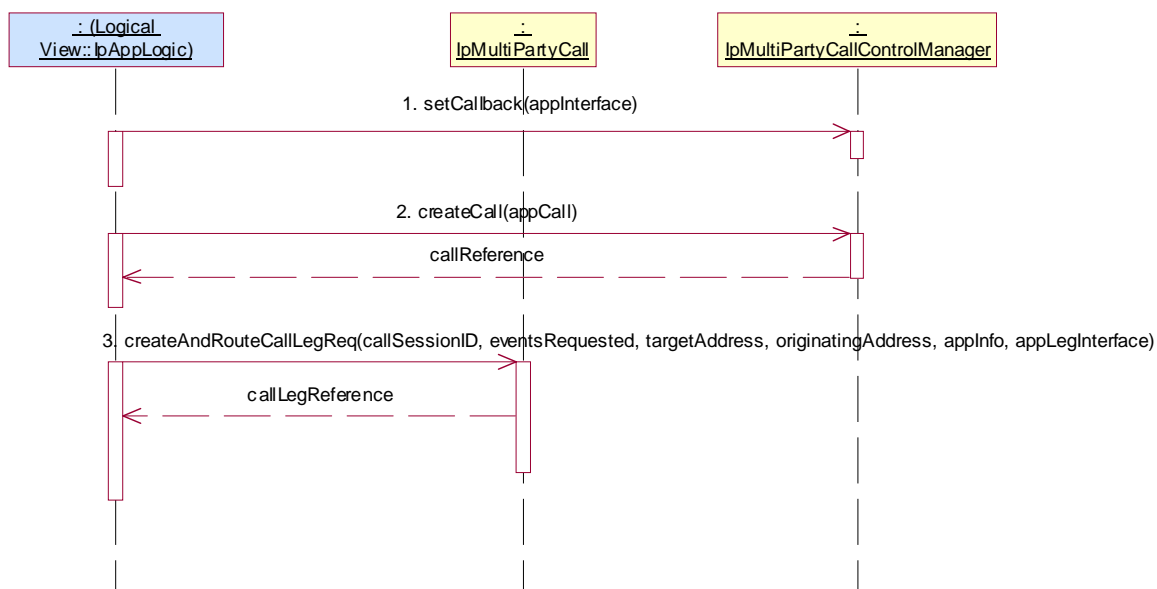 : (Logical
View::IpAppLogic)
:
IpMultiPartyCall
:
IpMultiPartyCallControlManager
1. setCallback(appInterface)
2. createCall(appCall)
callReference
3. createAndRouteCallLegReq(callSessionID, eventsRequested, targetAddress, originatingAddress, appInfo, appLegInterface)
callLegReference